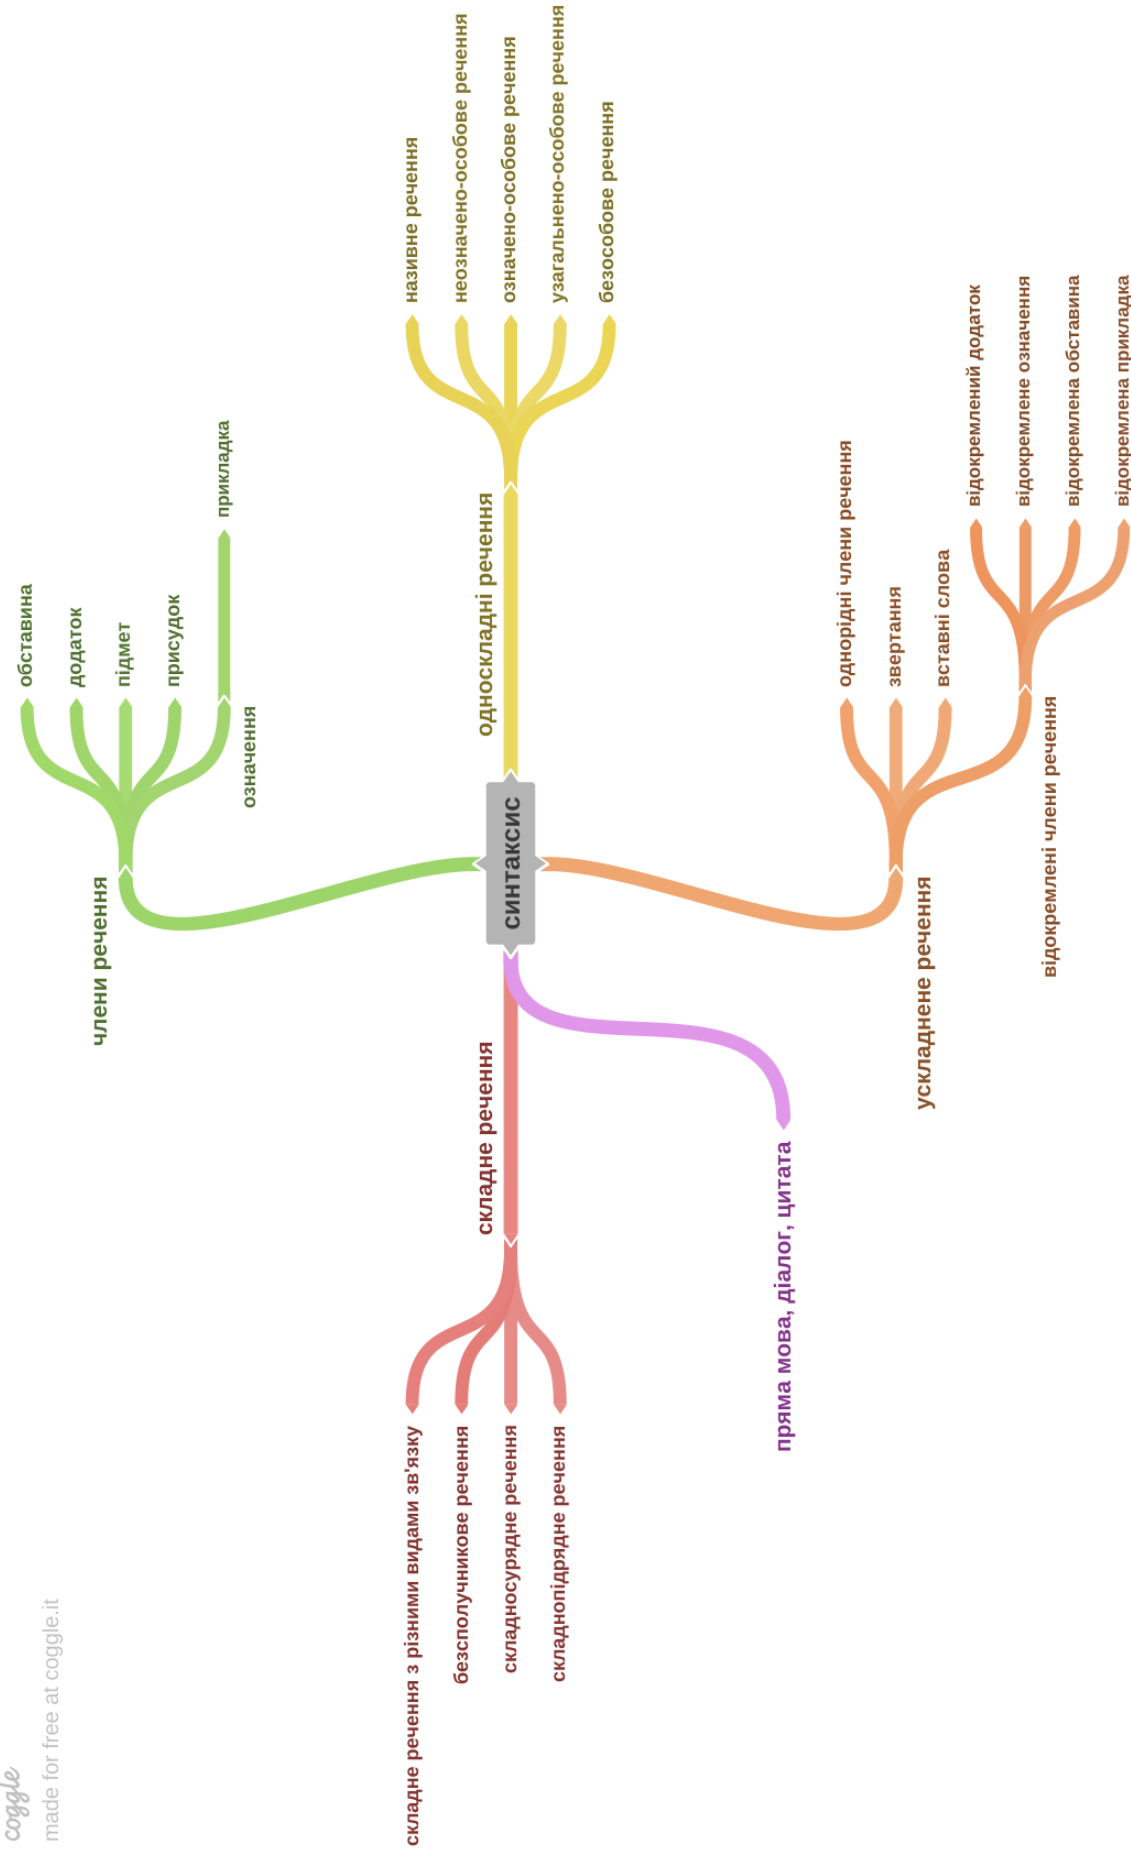 coggle
made for free at coggle.it
синтаксис
члени речення
обставина
додаток
підмет
присудок
означення
прикладка
односкладні речення
називне речення
неозначено-особове речення
означено-особове речення
узагальнено-особове речення
безособове речення
ускладнене речення
однорідні члени речення
звертання
вставні слова
відокремлені члени речення
відокремлений додаток
відокремлене означення
відокремлена обставина
відокремлена прикладка
складне речення
складне речення з різними видами зв'язку
безсполучникове речення
складносурядне речення
складнопідрядне речення
пряма мова, діалог, цитата